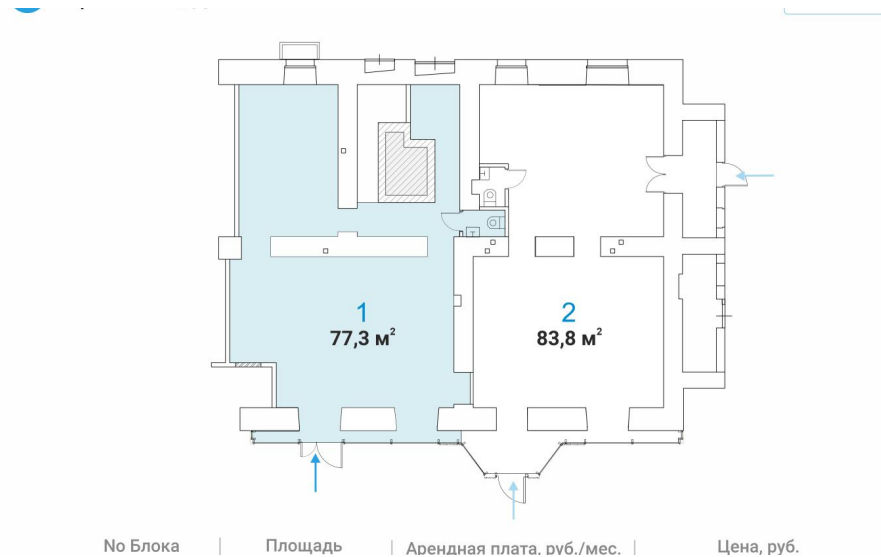 1
77,3 м²
2
83,8 м²
No Блока
Площадь
Арендная плата, руб./мес.
Цена, руб.